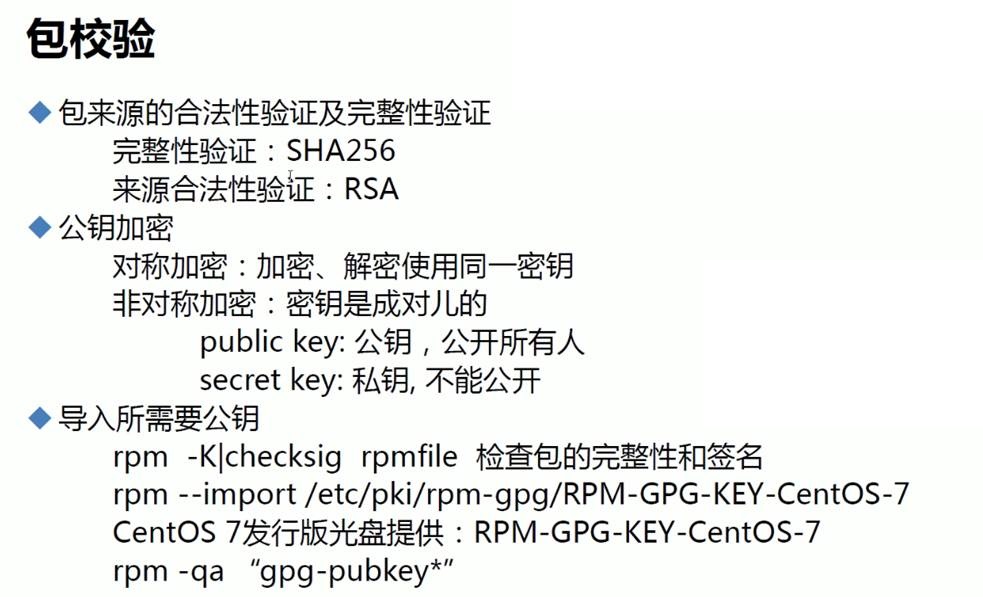 包校验
包来源的合法性验证及完整性验证
完整性验证：SHA256
来源合法性验证：RSA
公钥加密
对称加密：加密、解密使用同一密钥
非对称加密：密钥是成对儿的
public key: 公钥，公开所有人
secret key: 私钥, 不能公开
导入所需要公钥
rpm -K|checksig rpmfile 检查包的完整性和签名
rpm --import /etc/pki/rpm-gpg/RPM-GPG-KEY-CentOS-7
CentOS 7发行版光盘提供：RPM-GPG-KEY-CentOS-7
rpm -qa “gpg-pubkey*”